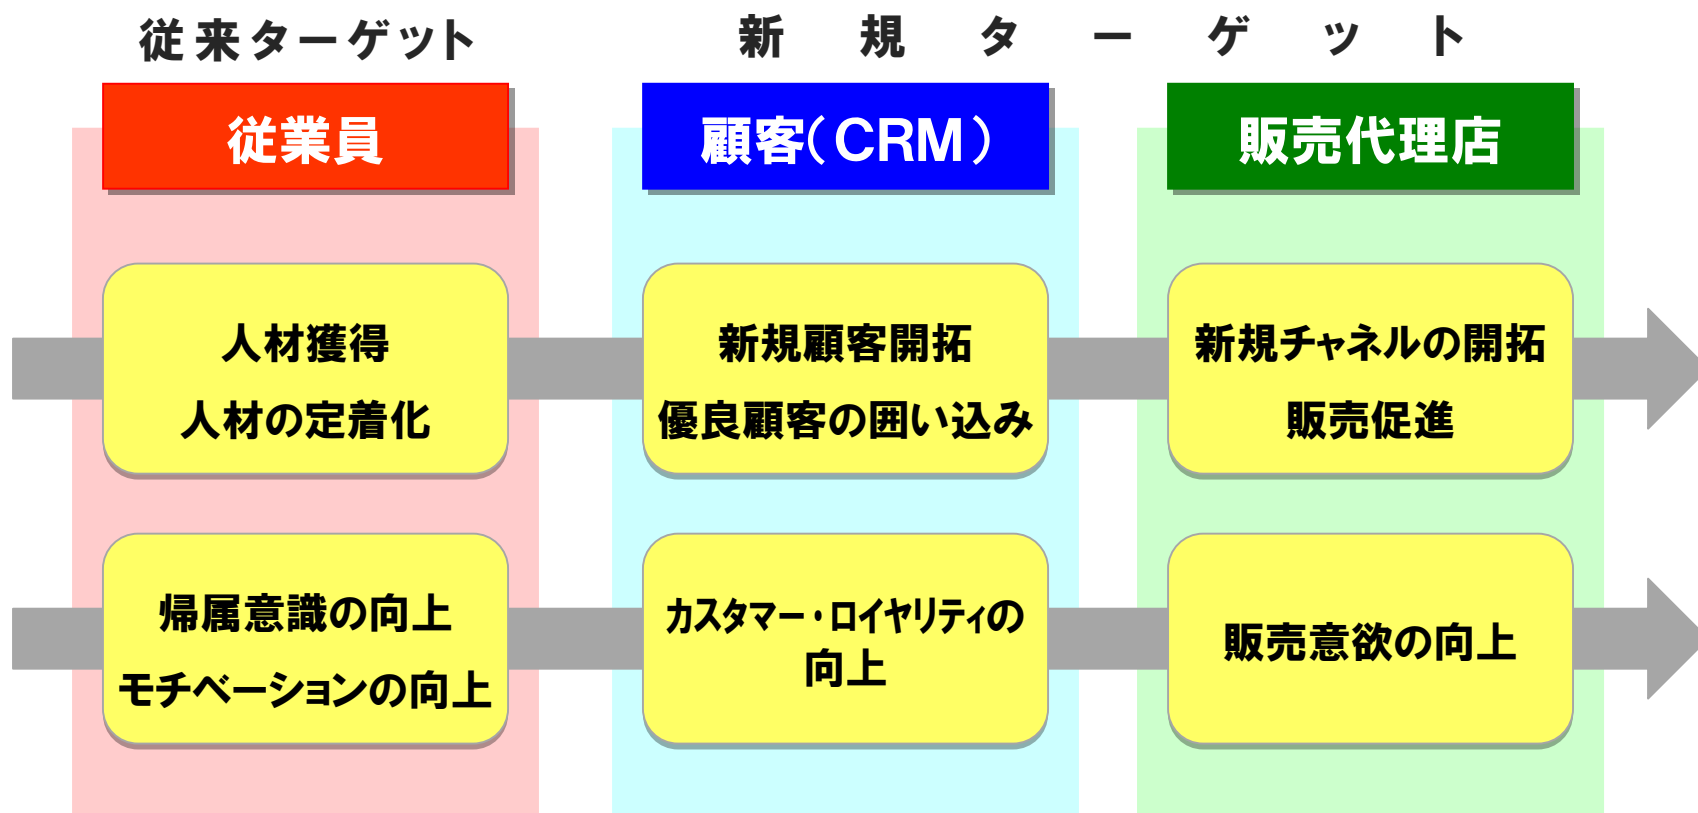 従来ターゲット
新規ターゲット
従業員
顧客(CRM)
販売代理店
人材獲得
人材の定着化
新規顧客開拓
優良顧客の囲い込み
新規チャネルの開拓
販売促進
帰属意識の向上
モチベーションの向上
カスタマー・ロイヤリティの
向上
販売意欲の向上